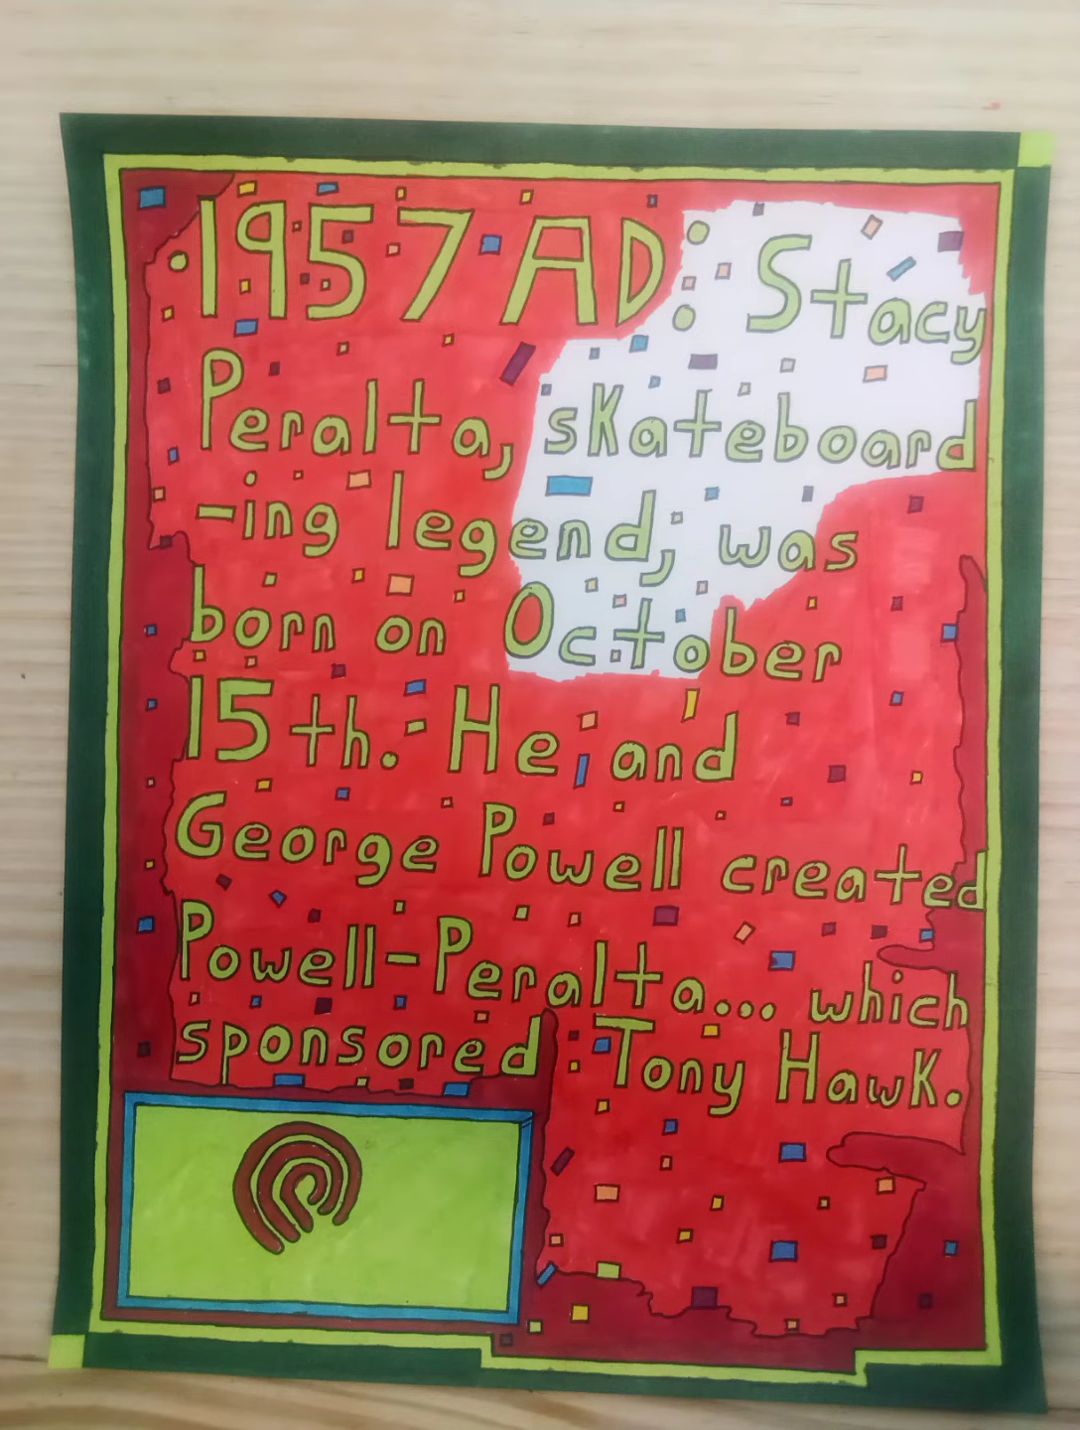 1957 AD: Stacy
Peralta, skateboard
-ing legend, was
born on October
15th. He and
George Powell created
Powell-Peralta... which
sponsored Tony Hawk.